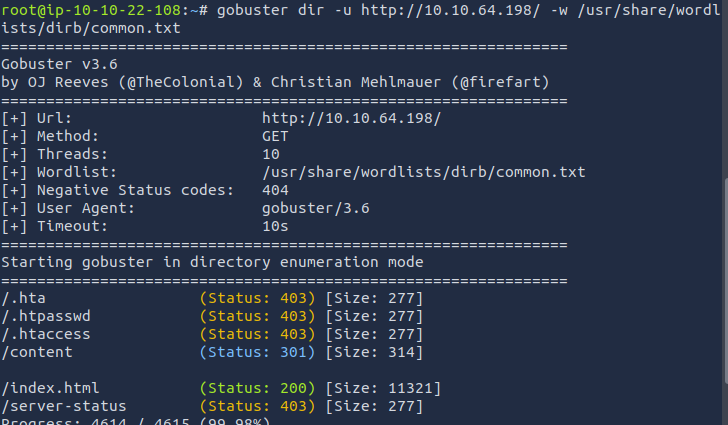 root@ip-10-10-22-108:~# gobuster dir -u http://10.10.64.198/ -w /usr/share/wordl
ists/dirb/common.txt
===============================================================
Gobuster v3.6
by OJ Reeves (@TheColonial) & Christian Mehlmauer (@firefart)
===============================================================
[+] Url:                     http://10.10.64.198/
[+] Method:                  GET
[+] Threads:                 10
[+] Wordlist:                /usr/share/wordlists/dirb/common.txt
[+] Negative Status codes:   404
[+] User Agent:              gobuster/3.6
[+] Timeout:                 10s
===============================================================
Starting gobuster in directory enumeration mode
===============================================================
/.hta                 (Status: 403) [Size: 277]
/.htpasswd            (Status: 403) [Size: 277]
/.htaccess            (Status: 403) [Size: 277]
/content              (Status: 301) [Size: 314]
/index.html           (Status: 200) [Size: 11321]
/server-status        (Status: 403) [Size: 277]
Progress: 4614 / 4615 (99.98%)